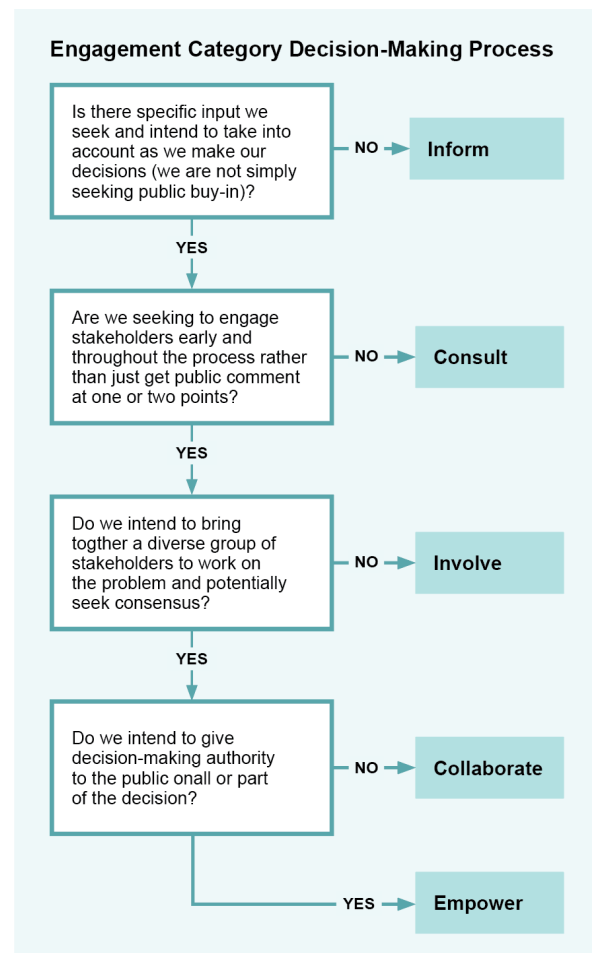 Engagement Category Decision-Making Process
Is there specific input we
seek and intend to take into
account as we make our
decisions (we are not simply
seeking public buy-in)?
NO
Inform
YES
Are we seeking to engage
stakeholders early and
throughout the process rather
than just get public comment
at one or two points?
NO
Consult
YES
Do we intend to bring
togther a diverse group of
stakeholders to work on
the problem and potentially
seek consensus?
NO
Involve
YES
Do we intend to give
decision-making authority
to the public onall or part
of the decision?
NO
Collaborate
YES
Empower